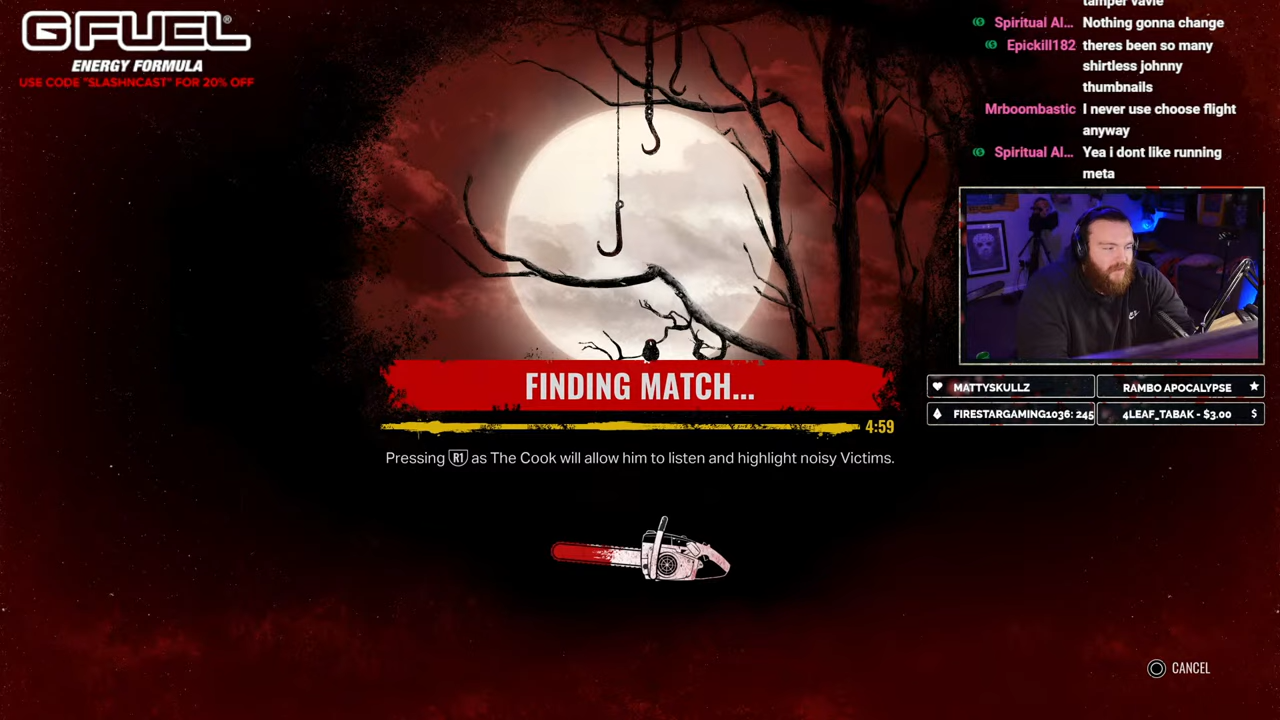 GFUEL®
ENERGY FORMULA
USE CODE "SLASHNCAST" FOR 20% OFF
tamper vavle
Spiritual Al... Nothing gonna change
Epickill182 theres been so many
shirtless johnny
thumbnails
Mrboombastic I never use choose flight
anyway
Spiritual Al... Yea i dont like running
meta
MATTYSKULLZ
RAMBO APOCALYPSE
FIRESTARGAMING1036: 245
4LEAF_TABAK - $3.00 $
FINDING MATCH...
4:59
Pressing R1 as The Cook will allow him to listen and highlight noisy Victims.
CANCEL